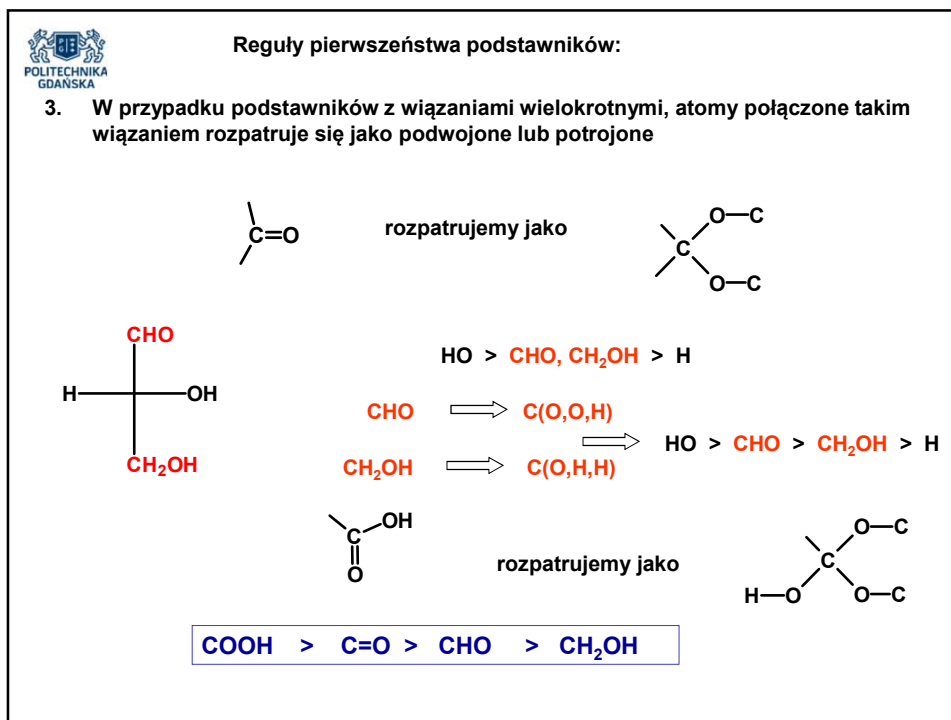 POLITECHNIKA
GDAŃSKA
Reguły pierwszeństwa podstawników:
3. W przypadku podstawników z wiązaniami wielokrotnymi, atomy połączone takim
wiązaniem rozpatruje się jako podwojone lub potrojone
C=O
rozpatrujemy jako
O—C
C
O—C
CHO
H
OH
CH₂OH
HO > CHO, CH₂OH > H
CHO ⇒ C(O,O,H)
CH₂OH ⇒ C(O,H,H)
⇒ HO > CHO > CH₂OH > H
OH
C
O
rozpatrujemy jako
O—C
C
H—O
O—C
COOH > C=O > CHO > CH₂OH